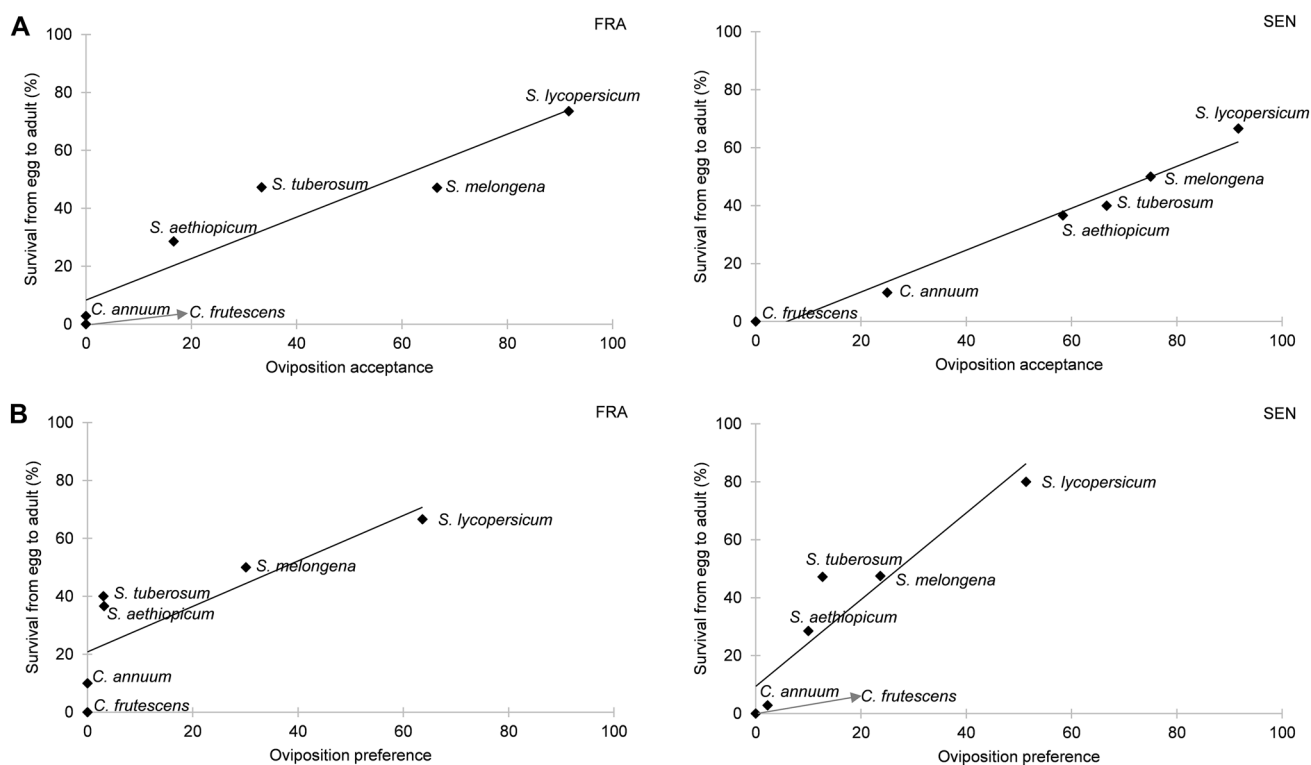 A
FRA
Survival from egg to adult (%)
100
80
60
40
20
0
S. lycopersicum
S. tuberosum
S. melongena
S. aethiopicum
C. annuum
C. frutescens
0 20 40 60 80 100
Oviposition acceptance
SEN
Survival from egg to adult (%)
100
80
60
40
20
0
S. lycopersicum
S. melongena
S. tuberosum
S. aethiopicum
C. annuum
C. frutescens
0 20 40 60 80 100
Oviposition acceptance
B
FRA
Survival from egg to adult (%)
100
80
60
40
20
0
S. lycopersicum
S. melongena
S. tuberosum
S. aethiopicum
C. annuum
C. frutescens
0 20 40 60 80 100
Oviposition preference
SEN
Survival from egg to adult (%)
100
80
60
40
20
0
S. lycopersicum
S. tuberosum
S. melongena
S. aethiopicum
C. annuum
C. frutescens
0 20 40 60 80 100
Oviposition preference